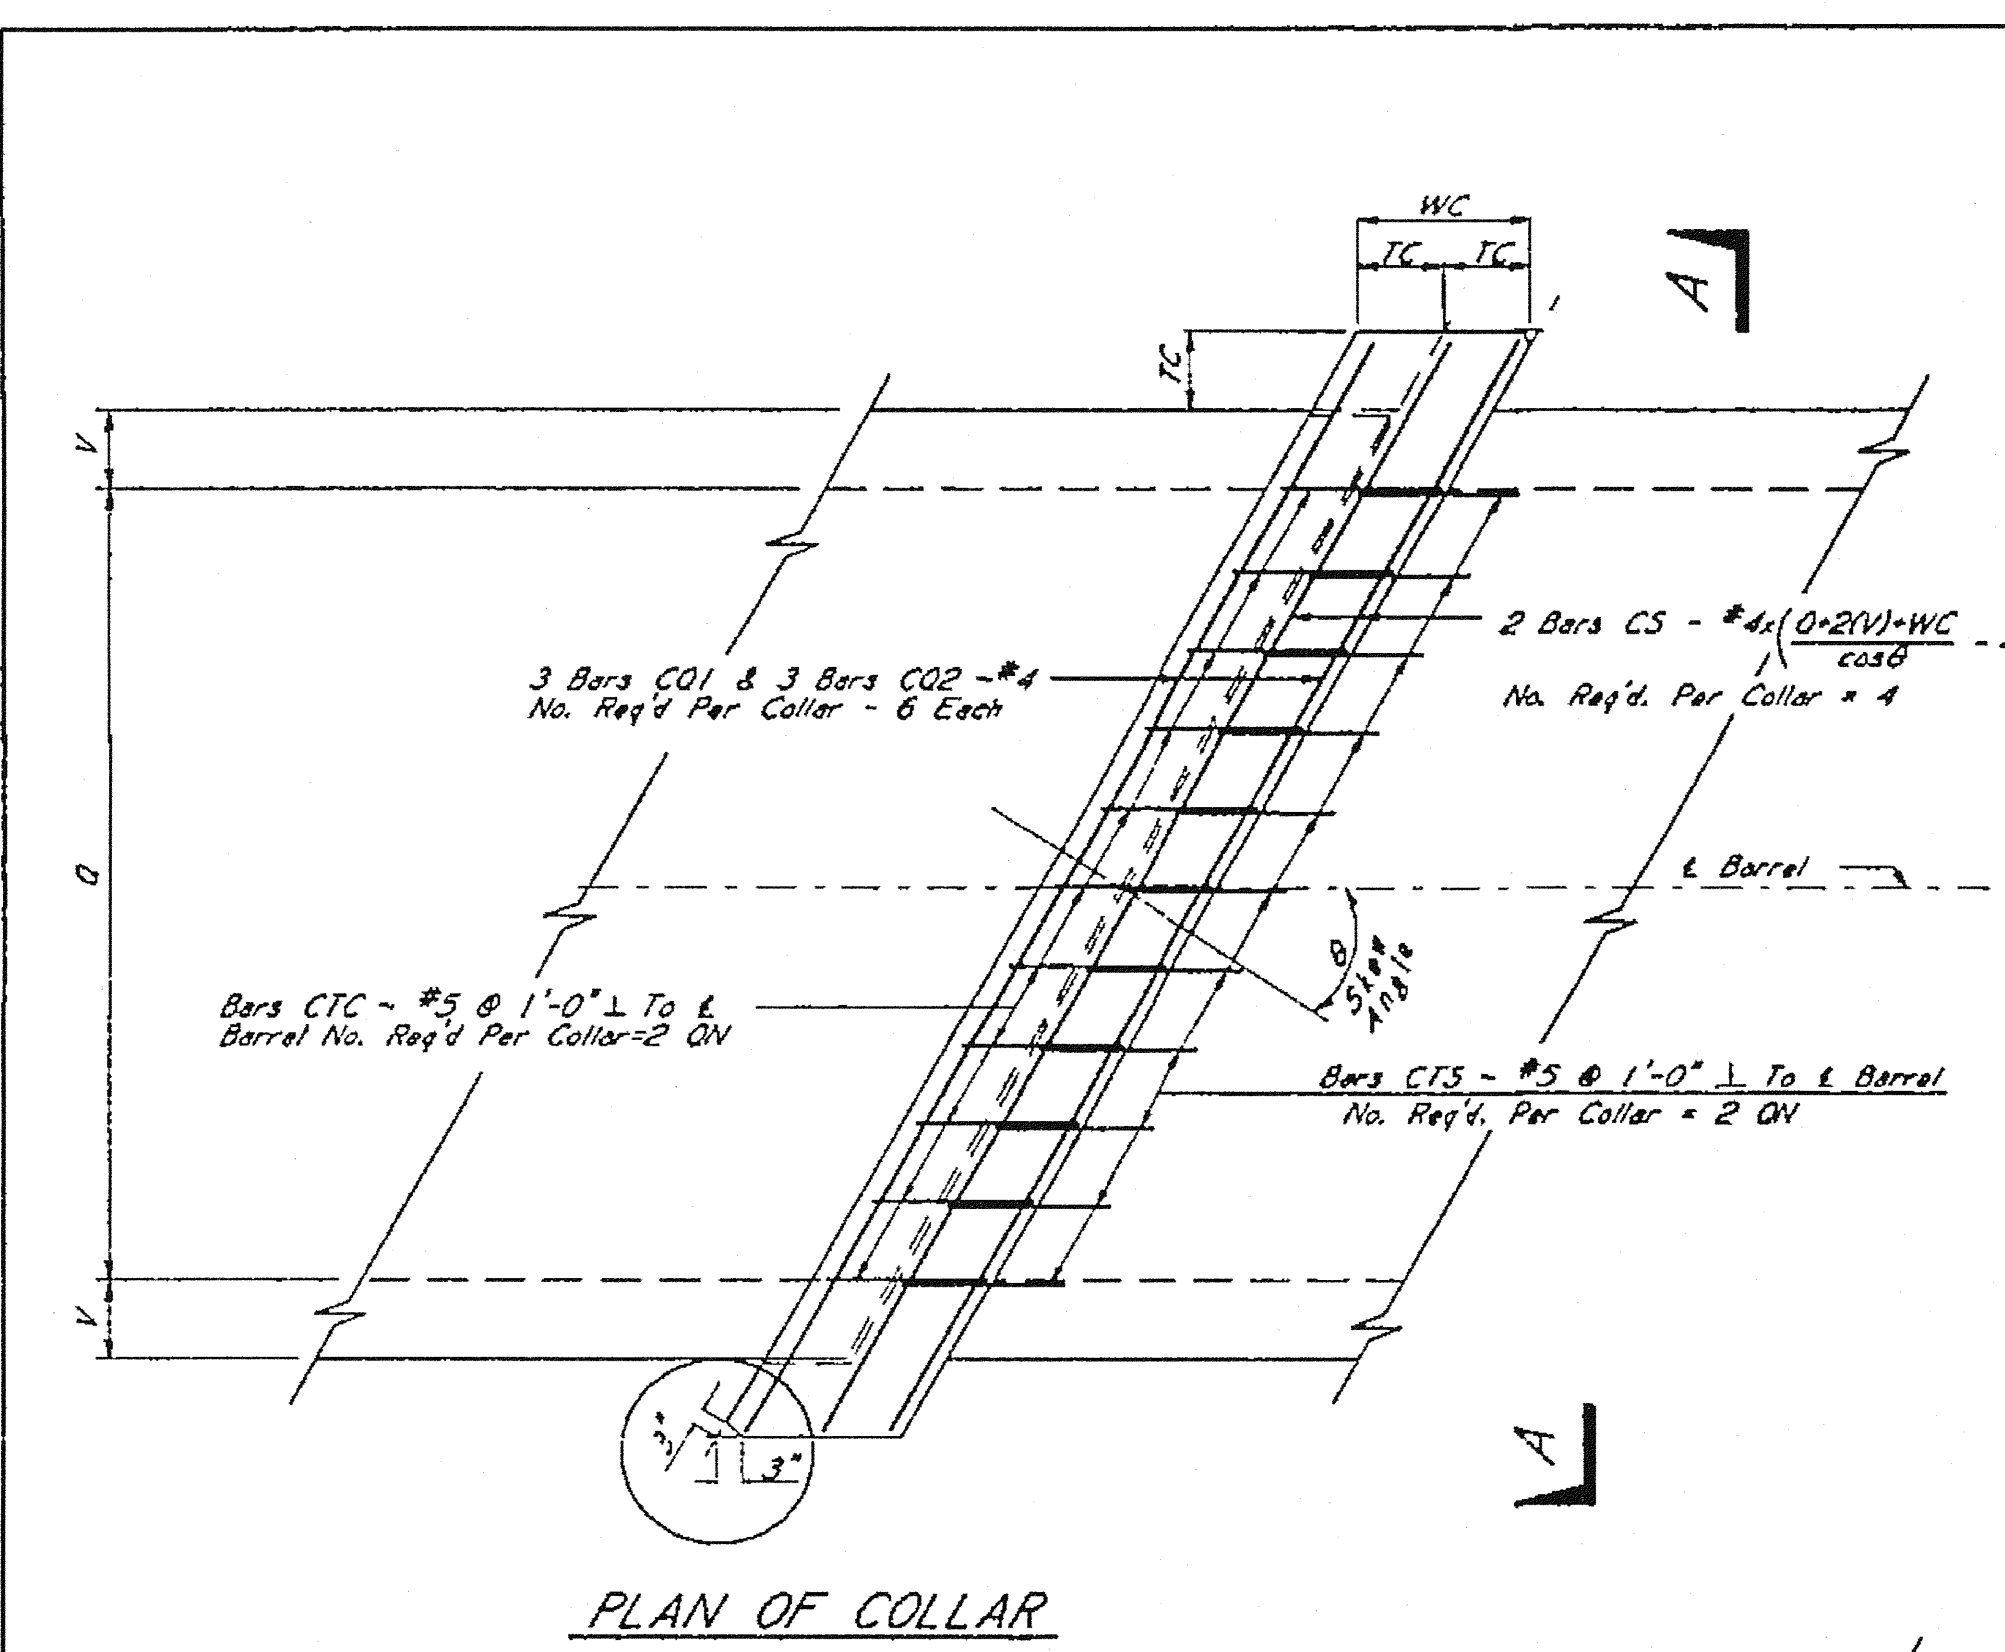 WC
TC TC
A
TC
V
2 Bars CS - #4x(Q+2(V)+WC
cosθ
No. Req'd. Per Collar = 4
3 Bars CQ1 & 3 Bars CQ2 - #4
No. Req'd Per Collar - 6 Each
Q
℄ Barrel
θ
Skew
Angle
Bars CTC - #5 @ 1'-0" ⊥ To ℄
Barrel No. Req'd Per Collar=2 QN
Bars CTS - #5 @ 1'-0" ⊥ To ℄ Barrel
No. Req'd. Per Collar = 2 QN
V
3"
3"
A
PLAN OF COLLAR